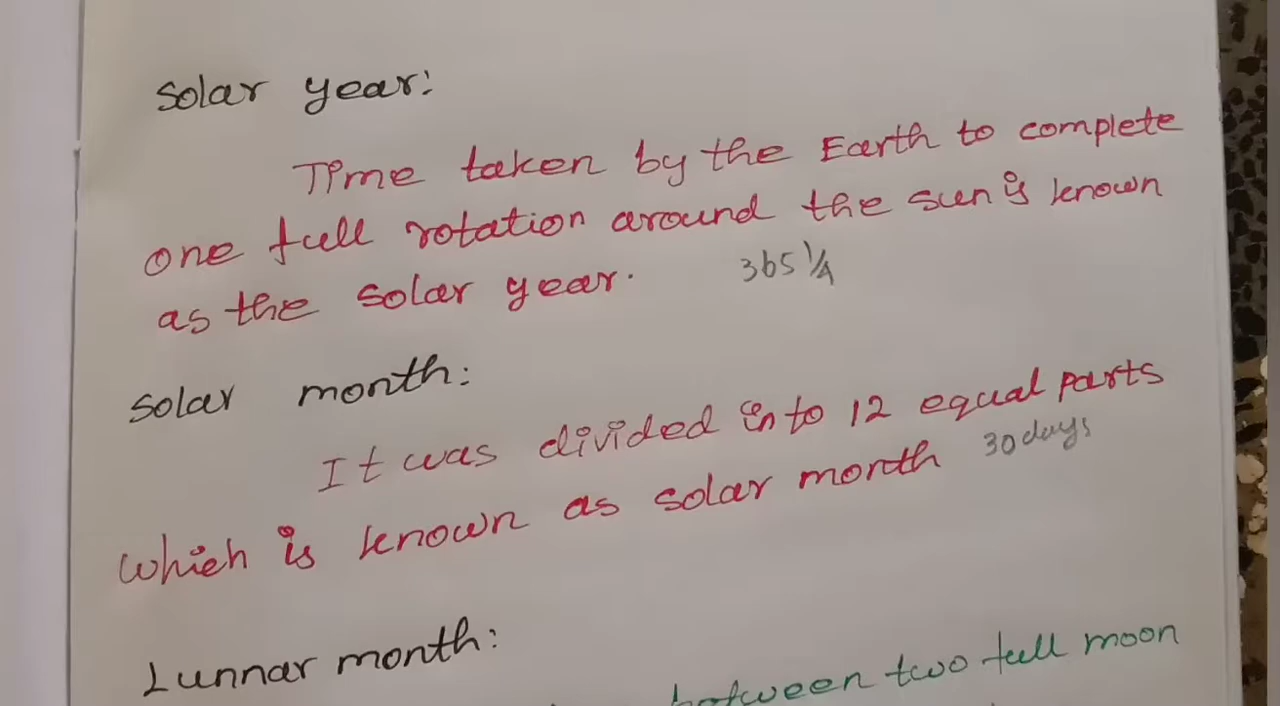 Solar year:
Time taken by the Earth to complete
one full rotation around the sun is known
as the solar year. 365 1/4
Solar month:
It was divided in to 12 equal parts
which is known as solar month 30 days
Lunnar month:
between two full moon